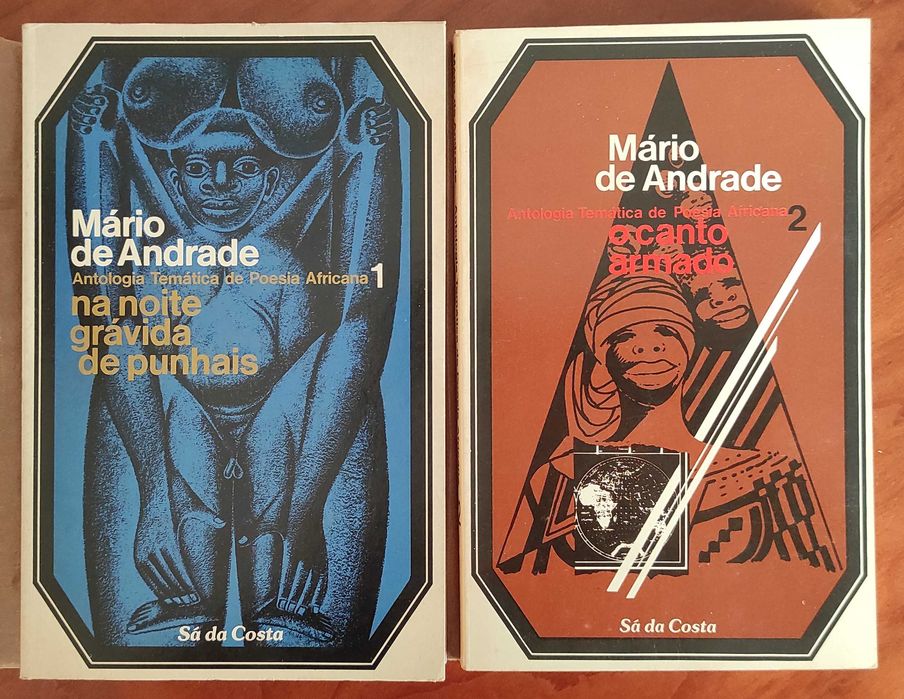 Mário
de Andrade
Antologia Temática de Poesia Africana 1
na noite
grávida
de punhais
Sá da Costa
Mário
de Andrade
Antologia Temática de Poesia Africana 2
o canto
armado
Sá da Costa